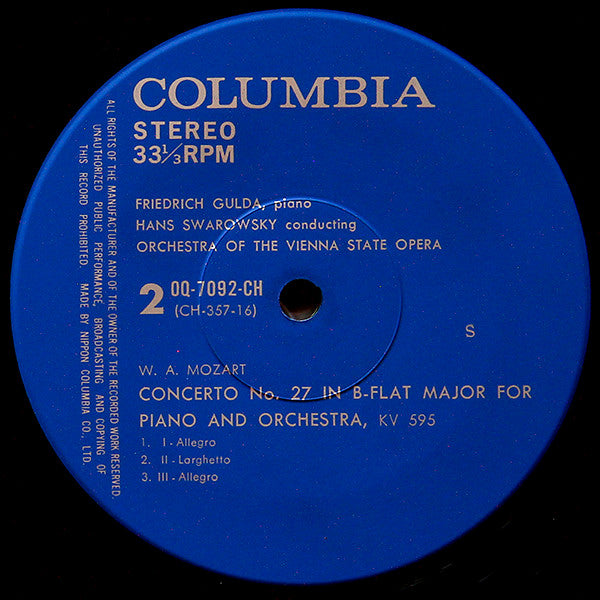 COLUMBIA
STEREO
33⅓RPM
FRIEDRICH GULDA, piano
HANS SWAROWSKY conducting
ORCHESTRA OF THE VIENNA STATE OPERA
2 OQ-7092-CH
(CH-357-16)
S
W. A. MOZART
CONCERTO No. 27 IN B-FLAT MAJOR FOR
PIANO AND ORCHESTRA, KV 595
1. I - Allegro
2. II - Larghetto
3. III - Allegro
ALL RIGHTS OF THE MANUFACTURER AND OF THE OWNER OF THE RECORDED WORK RESERVED.
UNAUTHORIZED PUBLIC PERFORMANCE, BROADCASTING AND COPYING OF
THIS RECORD PROHIBITED. MADE BY NIPPON COLUMBIA CO., LTD.